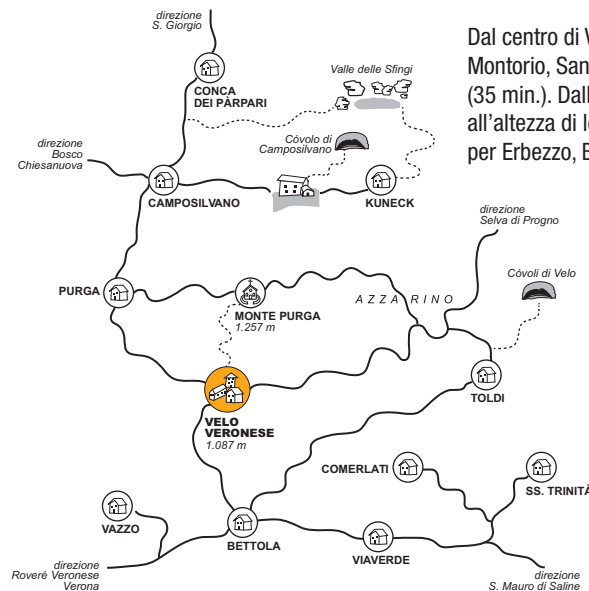 direzione
S. Giorgio
CONCA
DEI PÀRPARI
Valle delle Sfingi
Dal centro di
Montorio, San
(35 min.). Dall
all'altezza di
per Erbezzo,
direzione
Bosco
Chiesanuova
Cóvolo di
Camposilvano
CAMPOSILVANO
KUNECK
direzione
Selva di Progno
PURGA
MONTE PURGA
1.257 m
AZZARINO
Cóvoli di Velo
VELO
VERONESE
1.087 m
TOLDI
COMERLATI
SS. TRINITÀ
VAZZO
BETTOLA
VIAVERDE
direzione
Roveré Veronese
Verona
direzione
S. Mauro di Saline